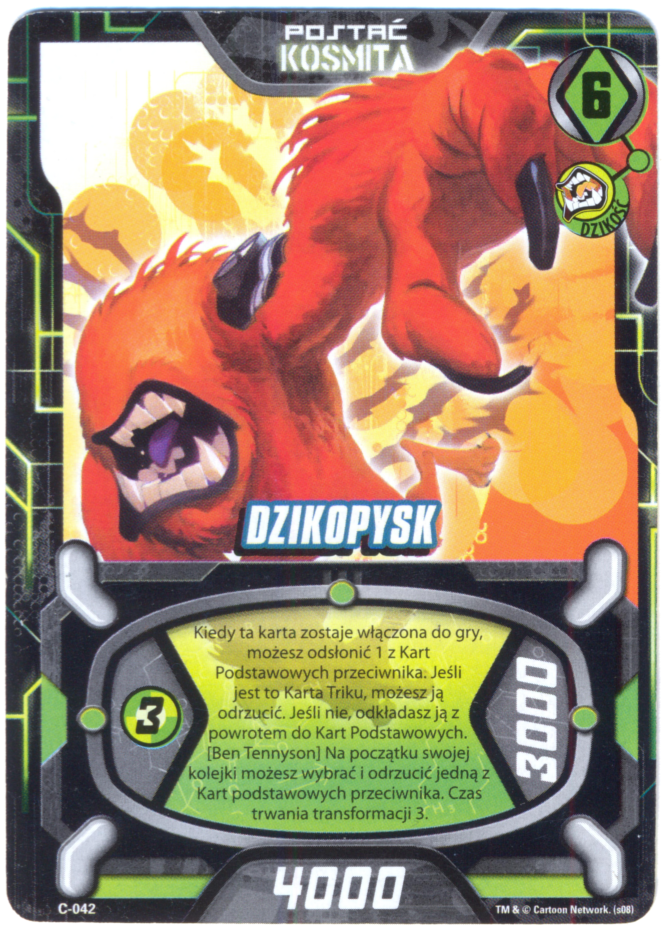 POSTAĆ
KOSMITA
6
DZIKOŚĆ
DZIKOPYSK
Kiedy ta karta zostaje włączona do gry,
możesz odsłonić 1 z Kart
Podstawowych przeciwnika. Jeśli
jest to Karta Triku, możesz ją
odrzucić. Jeśli nie, odkładasz ją z
powrotem do Kart Podstawowych.
[Ben Tennyson] Na początku swojej
kolejki możesz wybrać i odrzucić jedną z
Kart podstawowych przeciwnika. Czas
trwania transformacji 3.
3
3000
4000
C-042
TM & © Cartoon Network. (s08)